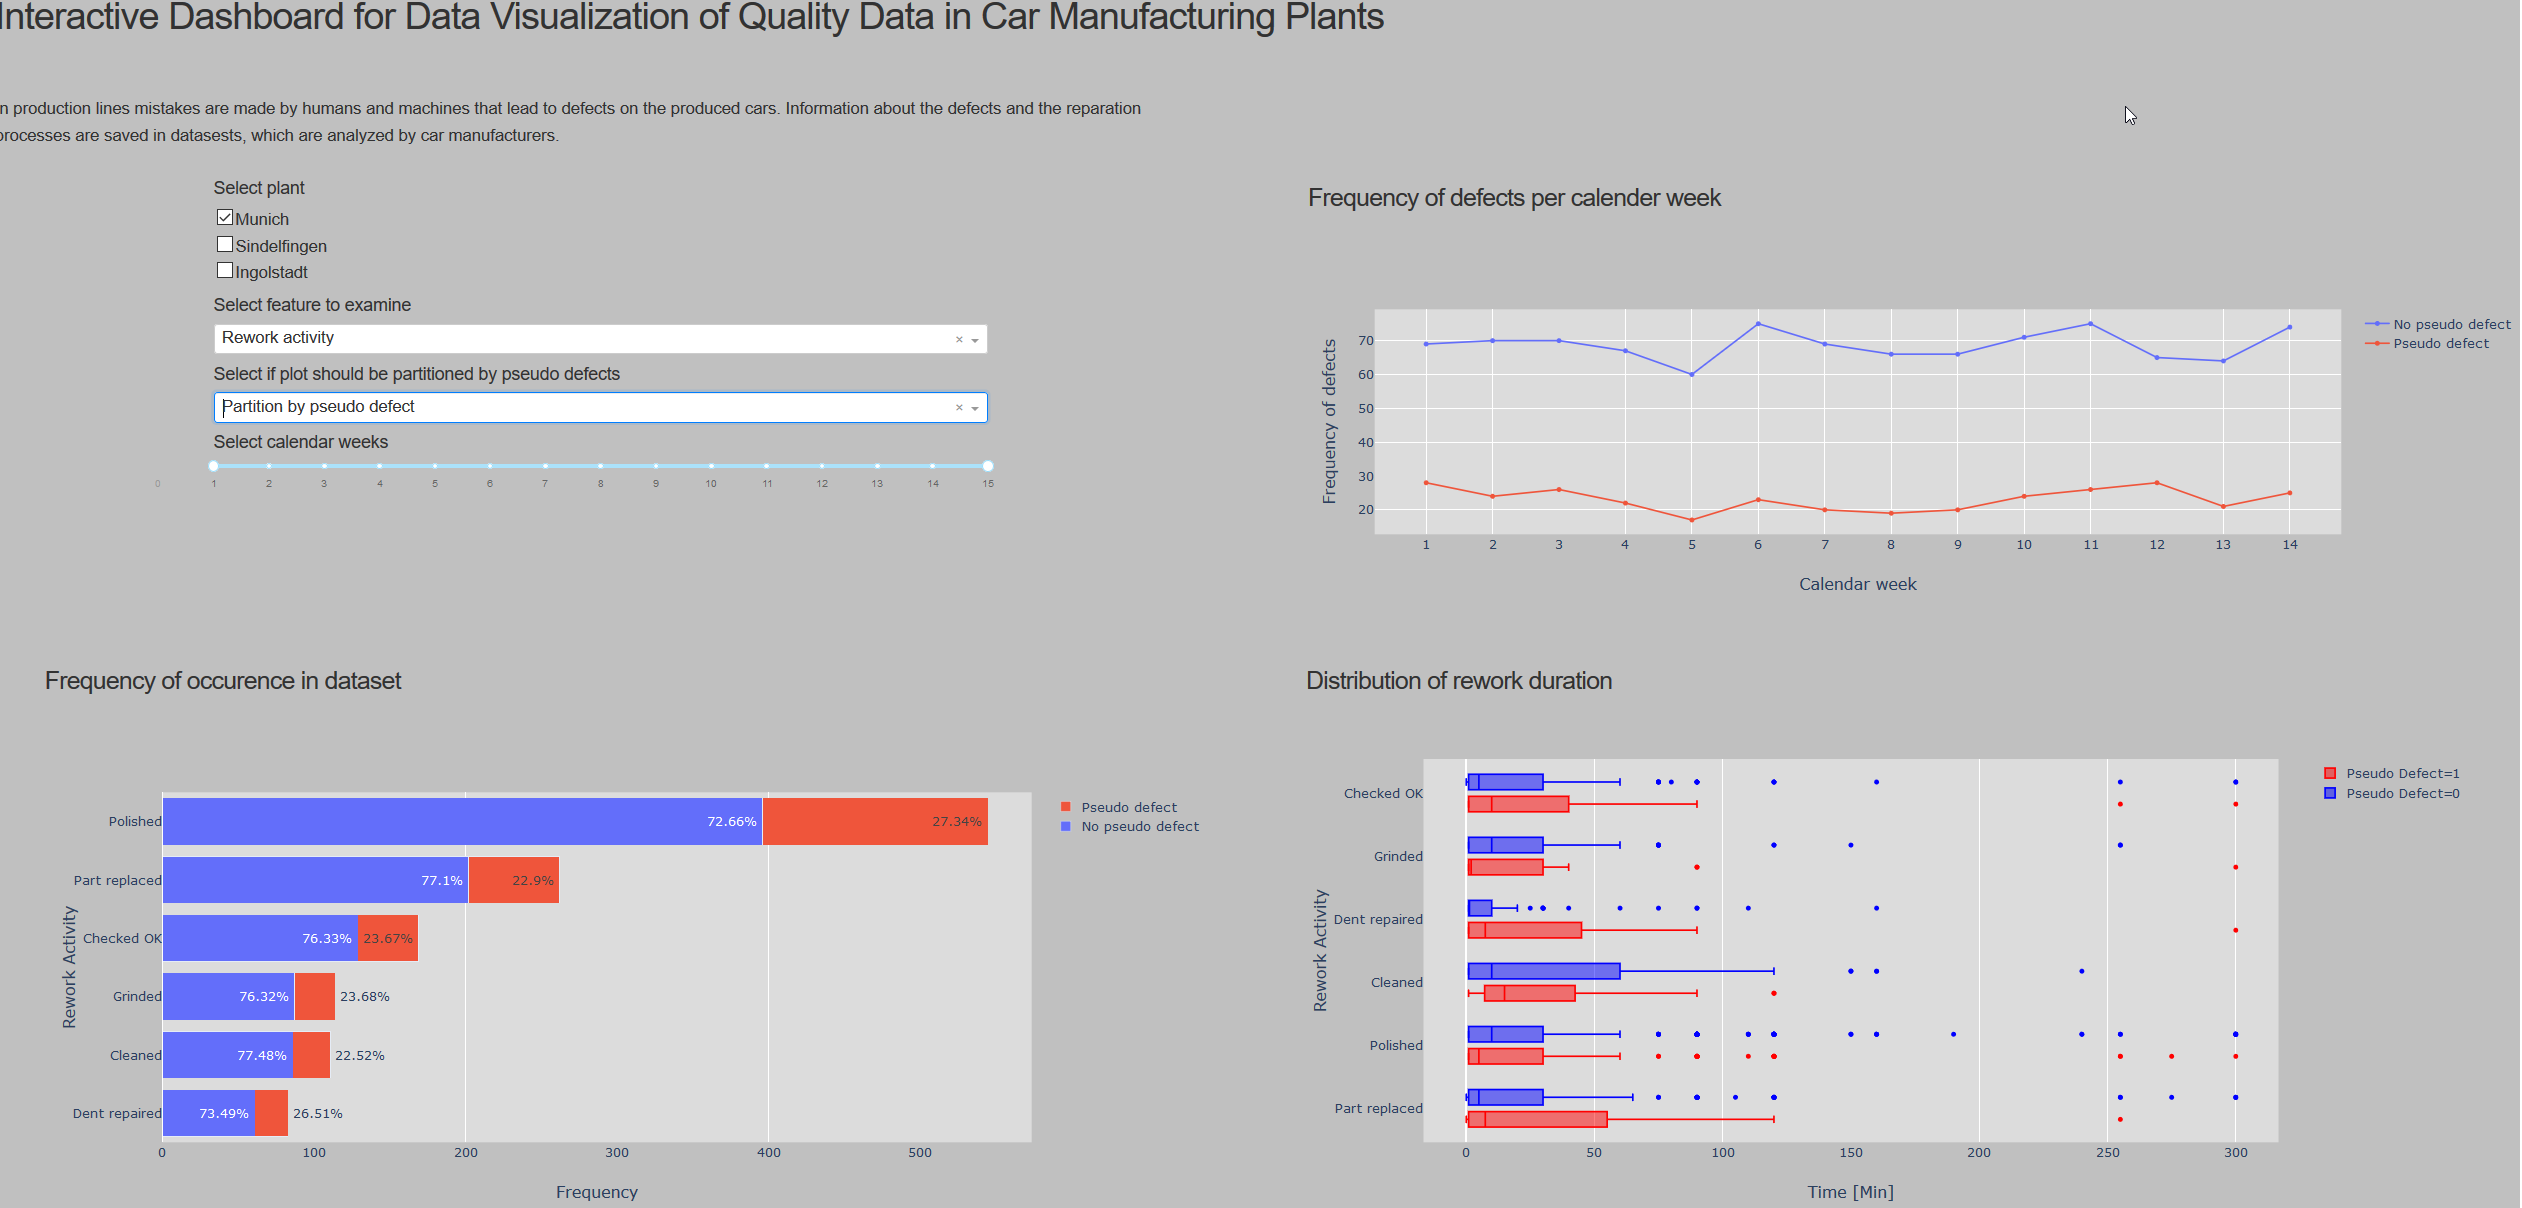 Interactive Dashboard for Data Visualization of Quality Data in Car Manufacturing Plants
n production lines mistakes are made by humans and machines that lead to defects on the produced cars. Information about the defects and the reparation
processes are saved in datasests, which are analyzed by car manufacturers.
Select plant
Munich
Sindelfingen
Ingolstadt
Select feature to examine
Rework activity
Select if plot should be partitioned by pseudo defects
Partition by pseudo defect
Select calendar weeks
0 1 2 3 4 5 6 7 8 9 10 11 12 13 14 15
Frequency of defects per calender week
No pseudo defect
Pseudo defect
Frequency of defects
70
60
50
40
30
20
1 2 3 4 5 6 7 8 9 10 11 12 13 14
Calendar week
Frequency of occurence in dataset
Pseudo defect
No pseudo defect
Rework Activity
Polished 72.66% 27.34%
Part replaced 77.1% 22.9%
Checked OK 76.33% 23.67%
Grinded 76.32% 23.68%
Cleaned 77.48% 22.52%
Dent repaired 73.49% 26.51%
0 100 200 300 400 500
Frequency
Distribution of rework duration
Pseudo Defect=1
Pseudo Defect=0
Rework Activity
Checked OK
Grinded
Dent repaired
Cleaned
Polished
Part replaced
0 50 100 150 200 250 300
Time [Min]